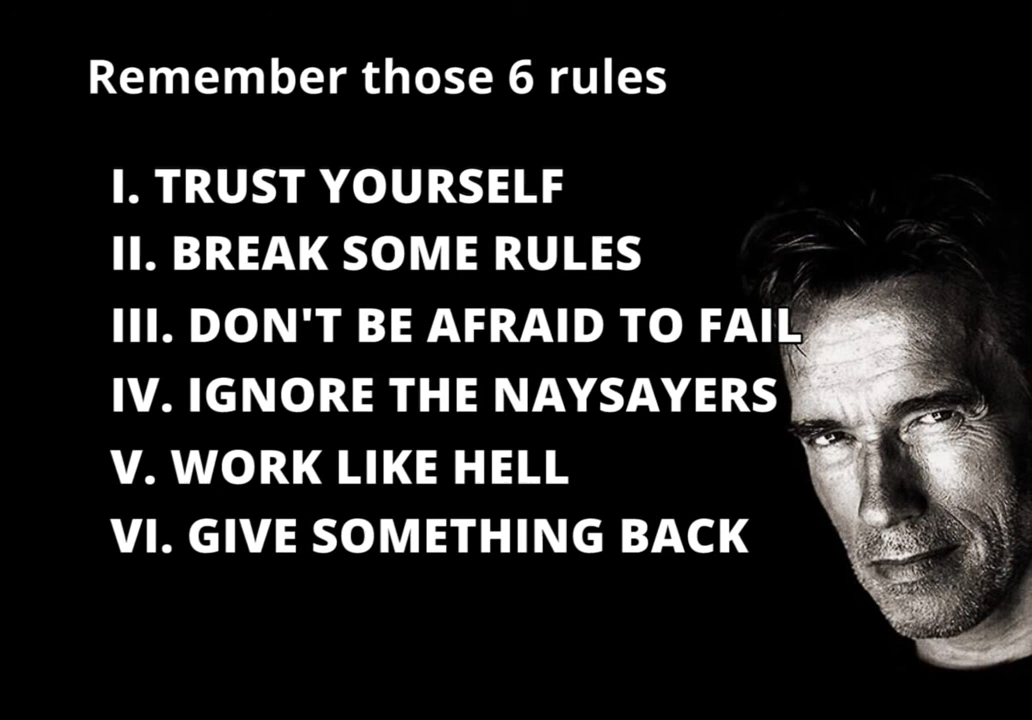 Remember those 6 rules
I. TRUST YOURSELF
II. BREAK SOME RULES
III. DON'T BE AFRAID TO FAIL
IV. IGNORE THE NAYSAYERS
V. WORK LIKE HELL
VI. GIVE SOMETHING BACK